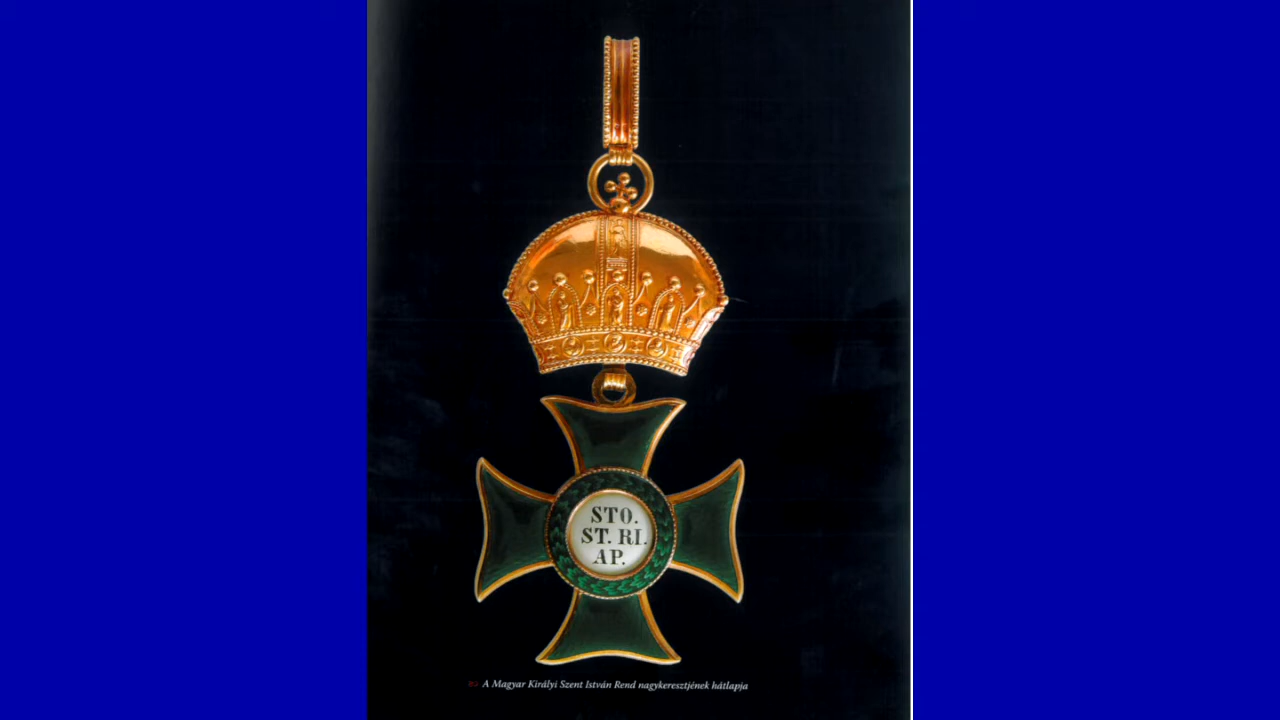 STO.
ST. RI.
AP.
A Magyar Királyi Szent István Rend nagykeresztjének hátlapja